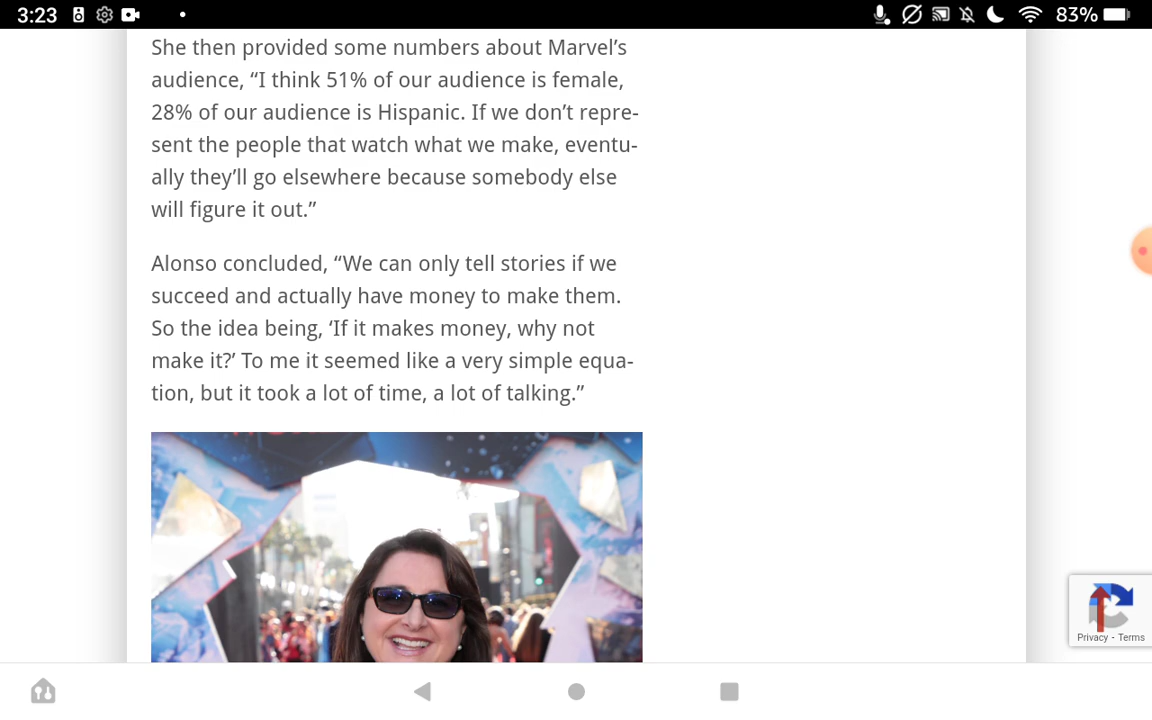 3:23
83%
She then provided some numbers about Marvel’s
audience, “I think 51% of our audience is female,
28% of our audience is Hispanic. If we don’t repre-
sent the people that watch what we make, eventu-
ally they’ll go elsewhere because somebody else
will figure it out.”
Alonso concluded, “We can only tell stories if we
succeed and actually have money to make them.
So the idea being, ‘If it makes money, why not
make it?’ To me it seemed like a very simple equa-
tion, but it took a lot of time, a lot of talking.”
Privacy - Terms